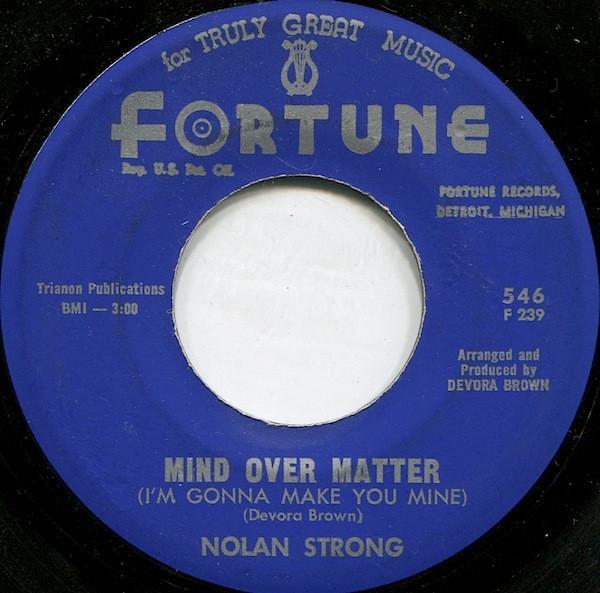 for TRULY GREAT MUSIC
FORTUNE
Reg. U.S. Pat. Off.
FORTUNE RECORDS,
DETROIT, MICHIGAN
Trianon Publications
BMI — 3:00
546
F 239
Arranged and
Produced by
DEVORA BROWN
MIND OVER MATTER
(I'M GONNA MAKE YOU MINE)
(Devora Brown)
NOLAN STRONG